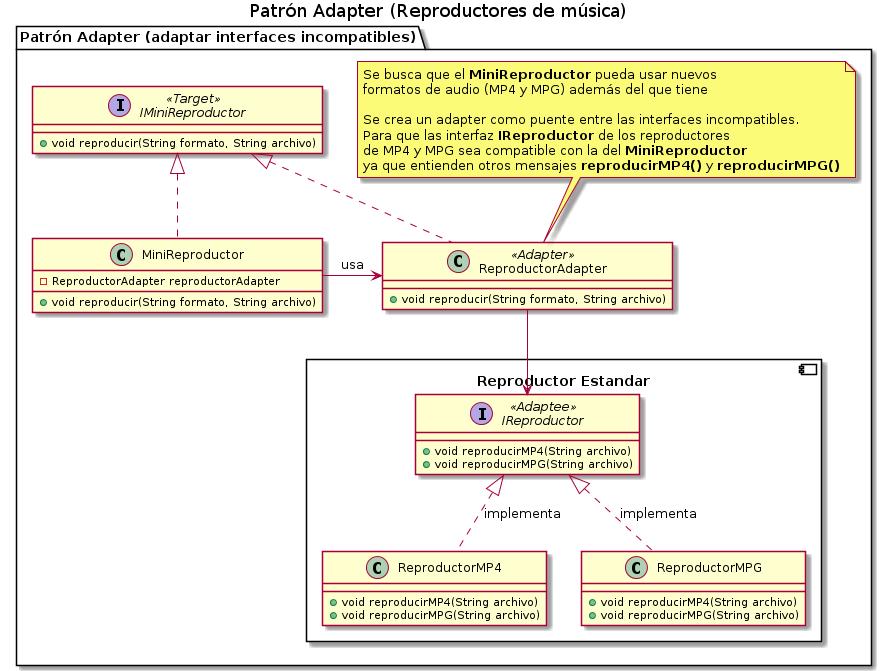 Patrón Adapter (Reproductores de música)
Patrón Adapter (adaptar interfaces incompatibles)
Se busca que el MiniReproductor pueda usar nuevos
formatos de audio (MP4 y MPG) además del que tiene
Se crea un adapter como puente entre las interfaces incompatibles.
Para que las interfaz IReproductor de los reproductores
de MP4 y MPG sea compatible con la del MiniReproductor
ya que entienden otros mensajes reproducirMP4() y reproducirMPG()
I
«Target»
IMiniReproductor
void reproducir(String formato, String archivo)
C
MiniReproductor
ReproductorAdapter reproductorAdapter
void reproducir(String formato, String archivo)
usa
C
«Adapter»
ReproductorAdapter
void reproducir(String formato, String archivo)
Reproductor Estandar
I
«Adaptee»
IReproductor
void reproducirMP4(String archivo)
void reproducirMPG(String archivo)
implementa
implementa
C
ReproductorMP4
void reproducirMP4(String archivo)
void reproducirMPG(String archivo)
C
ReproductorMPG
void reproducirMP4(String archivo)
void reproducirMPG(String archivo)